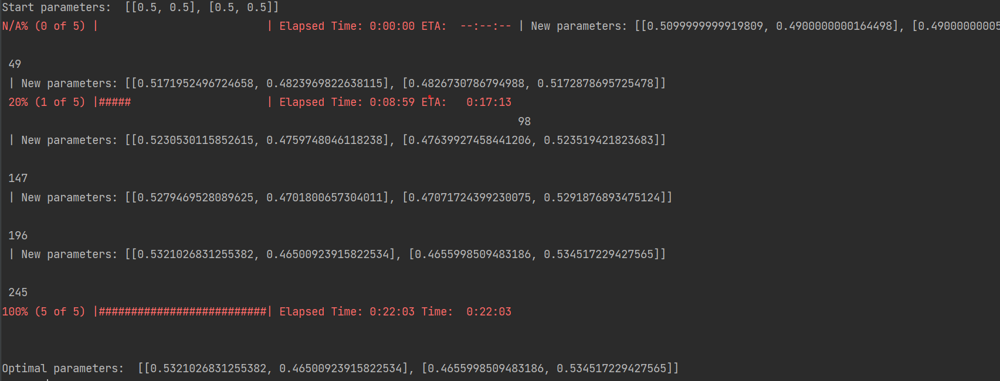 Start parameters:  [[0.5, 0.5], [0.5, 0.5]]
N/A% (0 of 5) |                          | Elapsed Time: 0:00:00 ETA:  --:--:-- | New parameters: [[0.5099999999919809, 0.4900000000164498], [0.49000000005
49
| New parameters: [[0.5171952496724658, 0.4823969822638115], [0.4826730786794988, 0.5172878695725478]]
20% (1 of 5) |#####                     | Elapsed Time: 0:08:59 ETA:   0:17:13
98
| New parameters: [[0.5230530115852615, 0.4759748046118238], [0.47639927458441206, 0.523519421823683]]
147
| New parameters: [[0.5279469528089625, 0.4701800657304011], [0.47071724399230075, 0.5291876893475124]]
196
| New parameters: [[0.5321026831255382, 0.46500923915822534], [0.4655998509483186, 0.534517229427565]]
245
100% (5 of 5) |##########################| Elapsed Time: 0:22:03 Time:  0:22:03
Optimal parameters:  [[0.5321026831255382, 0.46500923915822534], [0.4655998509483186, 0.534517229427565]]